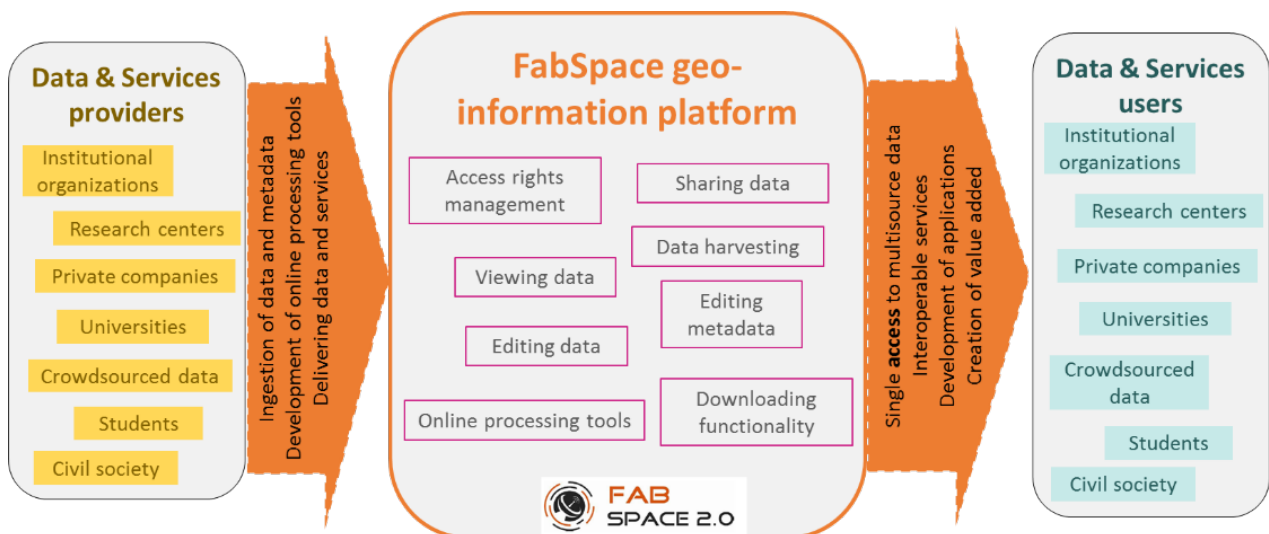 Data & Services
providers
Institutional
organizations
Research centers
Private companies
Universities
Crowdsourced data
Students
Civil society
Ingestion of data and metadata
Development of online processing tools
Delivering data and services
FabSpace geo-
information platform
Access rights
management
Sharing data
Data harvesting
Viewing data
Editing
metadata
Editing data
Online processing tools
Downloading
functionality
FAB
SPACE 2.0
Single access to multisource data
Interoperable services
Development of applications
Creation of value added
Data & Services
users
Institutional
organizations
Research centers
Private companies
Universities
Crowdsourced
data
Students
Civil society